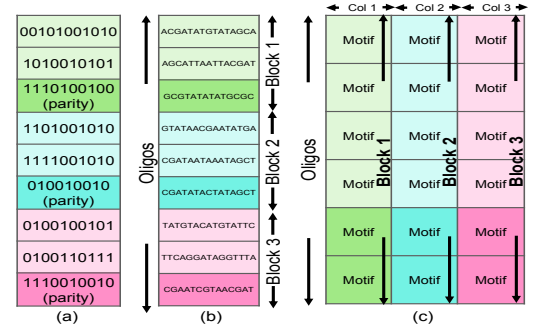 00101001010
1010010101
1110100100
(parity)
1101001010
1111001010
010010010
(parity)
0100100101
0100110111
1110010010
(parity)
(a)
Oligos
ACGATATGTATAGCA
AGCATTAATTACGAT
GCGTATATATGCGC
GTATAACGAATATGA
CGATAATAAATAGCT
CGATATACTATAGCT
TATGTACATGTATTC
TTCAGGATAGGTTTA
CGAATCGTAACGAT
(b)
Block 1
Block 2
Block 3
Oligos
Col 1 Col 2 Col 3
Motif Motif Motif
Motif Motif Motif
Motif Motif Motif
Motif Motif Motif
Motif Motif Motif
Motif Motif Motif
Block 1
Block 2
Block 3
(c)